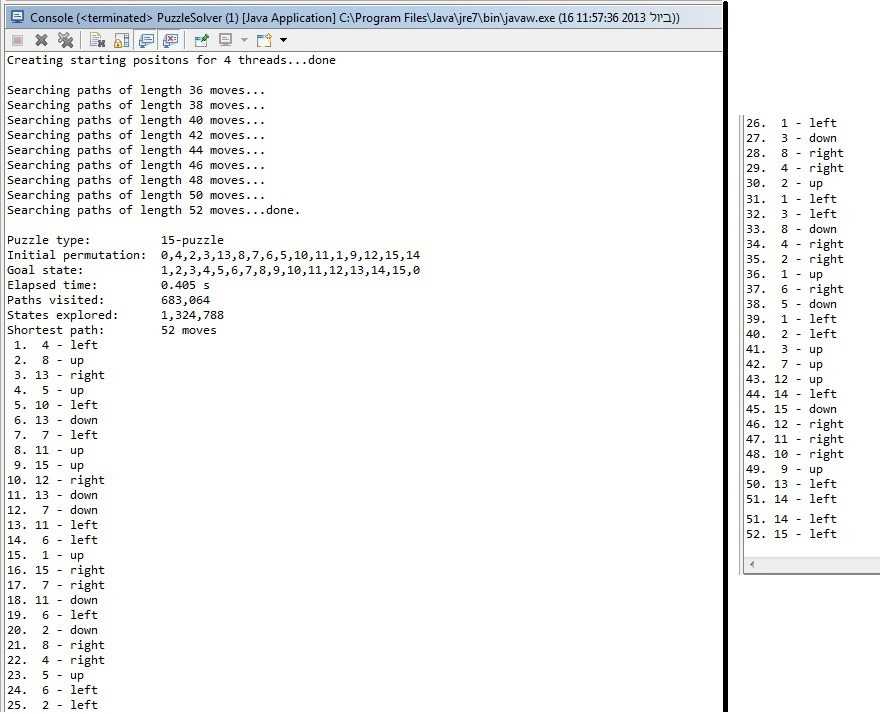 Console (<terminated> PuzzleSolver (1) [Java Application] C:\Program Files\Java\jre7\bin\javaw.exe (16 11:57:36 2013 ביולי))
Creating starting positons for 4 threads...done
Searching paths of length 36 moves...
Searching paths of length 38 moves...
Searching paths of length 40 moves...
Searching paths of length 42 moves...
Searching paths of length 44 moves...
Searching paths of length 46 moves...
Searching paths of length 48 moves...
Searching paths of length 50 moves...
Searching paths of length 52 moves...done.
Puzzle type: 15-puzzle
Initial permutation: 0,4,2,3,13,8,7,6,5,10,11,1,9,12,15,14
Goal state: 1,2,3,4,5,6,7,8,9,10,11,12,13,14,15,0
Elapsed time: 0.405 s
Paths visited: 683,064
States explored: 1,324,788
Shortest path: 52 moves
1. 4 - left
2. 8 - up
3. 13 - right
4. 5 - up
5. 10 - left
6. 13 - down
7. 7 - left
8. 11 - up
9. 15 - up
10. 12 - right
11. 13 - down
12. 7 - down
13. 11 - left
14. 6 - left
15. 1 - up
16. 15 - right
17. 7 - right
18. 11 - down
19. 6 - left
20. 2 - down
21. 8 - right
22. 4 - right
23. 5 - up
24. 6 - left
25. 2 - left
26. 1 - left
27. 3 - down
28. 8 - right
29. 4 - right
30. 2 - up
31. 1 - left
32. 3 - left
33. 8 - down
34. 4 - right
35. 2 - right
36. 1 - up
37. 6 - right
38. 5 - down
39. 1 - left
40. 2 - left
41. 3 - up
42. 7 - up
43. 12 - up
44. 14 - left
45. 15 - down
46. 12 - right
47. 11 - right
48. 10 - right
49. 9 - up
50. 13 - left
51. 14 - left
51. 14 - left
52. 15 - left